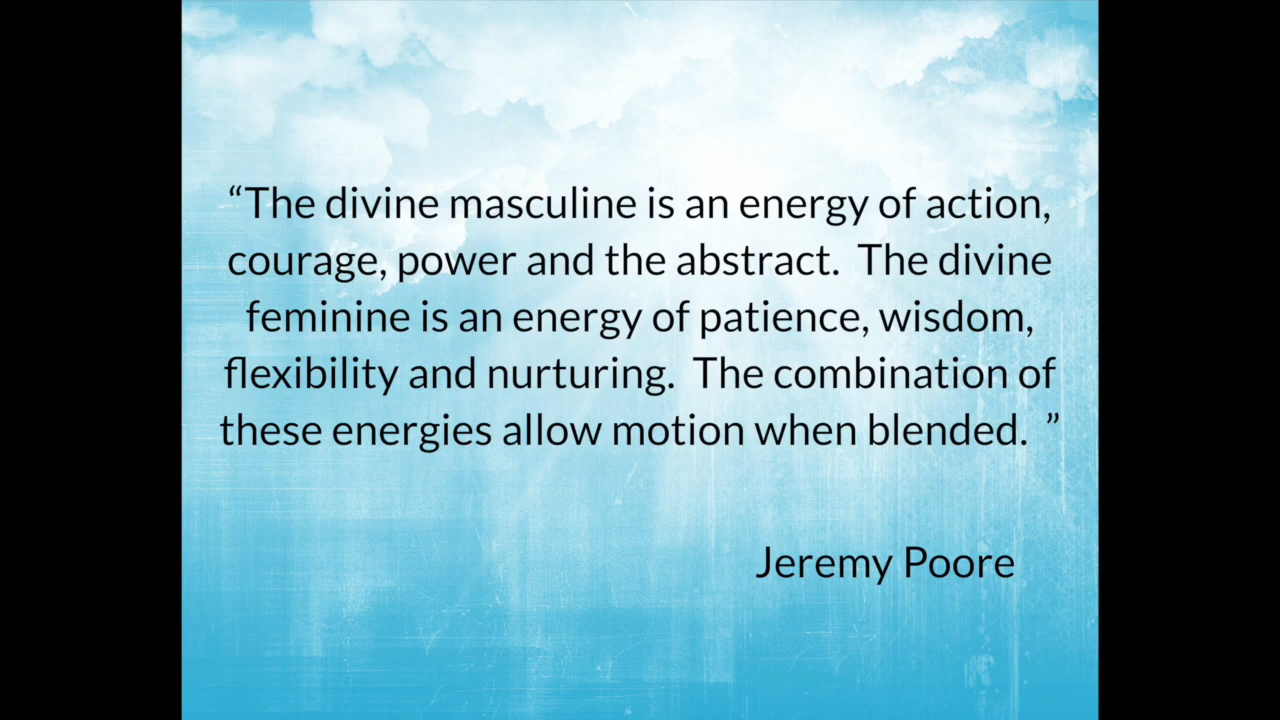 “The divine masculine is an energy of action,
courage, power and the abstract.  The divine
feminine is an energy of patience, wisdom,
flexibility and nurturing.  The combination of
these energies allow motion when blended.  ”
Jeremy Poore